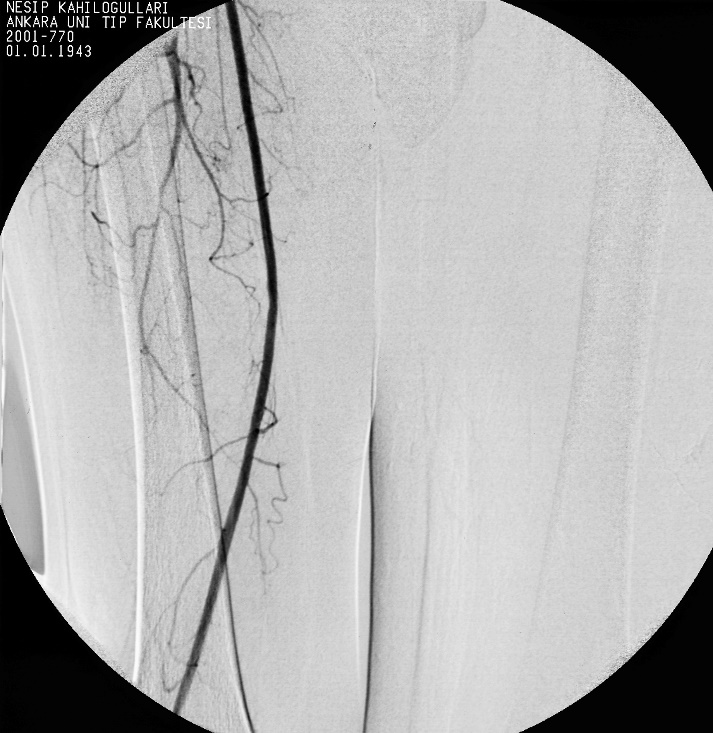 NESIP KAHILOGULLARI
ANKARA UNI TIP FAKULTESI
2001-770
01.01.1943